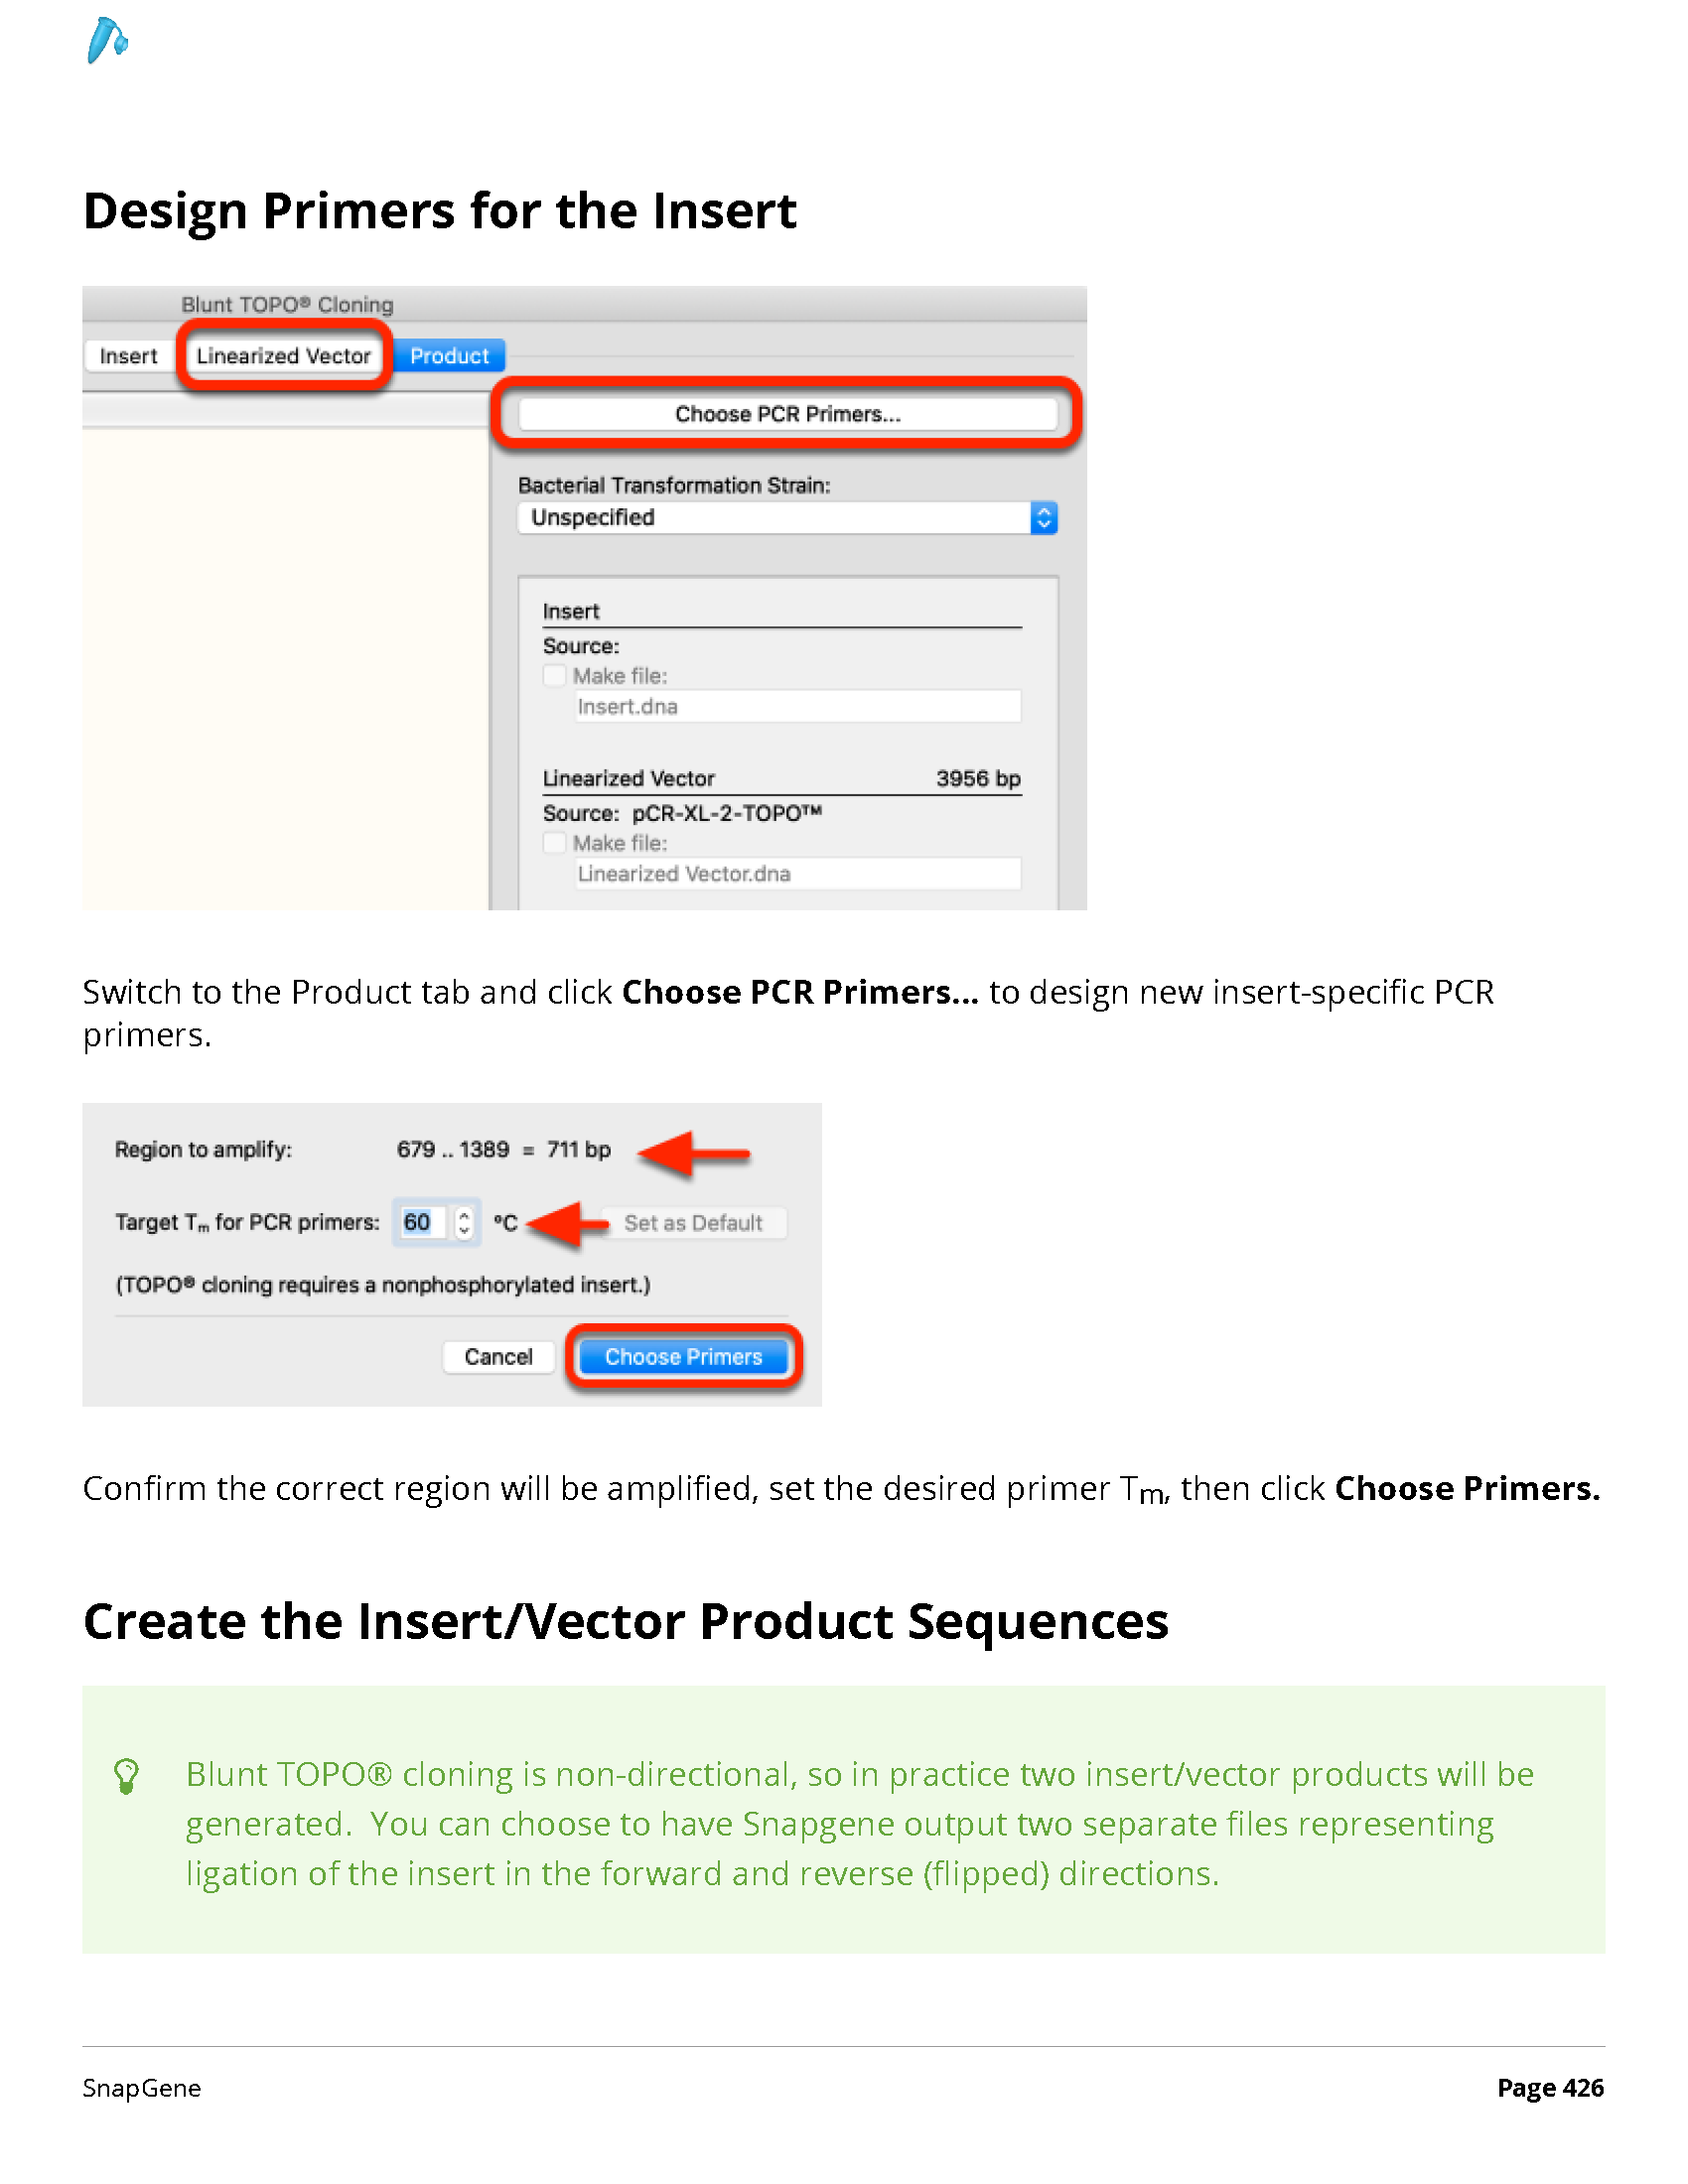 Design Primers for the Insert
Blunt TOPO® Cloning
Insert Linearized Vector Product
Choose PCR Primers...
Bacterial Transformation Strain:
Unspecified
Insert
Source:
Make file:
Insert.dna
Linearized Vector 3956 bp
Source: pCR-XL-2-TOPO™
Make file:
Linearized Vector.dna
Switch to the Product tab and click Choose PCR Primers... to design new insert-specific PCR
primers.
Region to amplify: 679 .. 1389 = 711 bp
Target Tm for PCR primers: 60 °C Set as Default
(TOPO® cloning requires a nonphosphorylated insert.)
Cancel Choose Primers
Confirm the correct region will be amplified, set the desired primer Tm, then click Choose Primers.
Create the Insert/Vector Product Sequences
Blunt TOPO® cloning is non-directional, so in practice two insert/vector products will be
generated.  You can choose to have Snapgene output two separate files representing
ligation of the insert in the forward and reverse (flipped) directions.
SnapGene Page 426